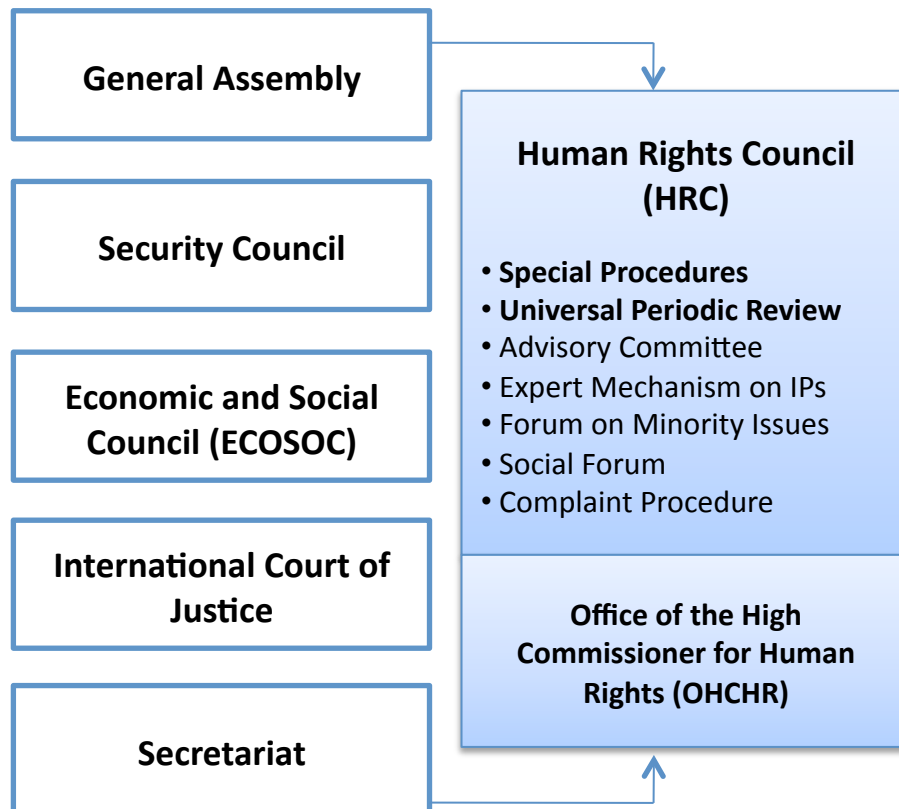 General Assembly
Security Council
Economic and Social
Council (ECOSOC)
International Court of
Justice
Secretariat
Human Rights Council
(HRC)
• Special Procedures
• Universal Periodic Review
• Advisory Committee
• Expert Mechanism on IPs
• Forum on Minority Issues
• Social Forum
• Complaint Procedure
Office of the High
Commissioner for Human
Rights (OHCHR)